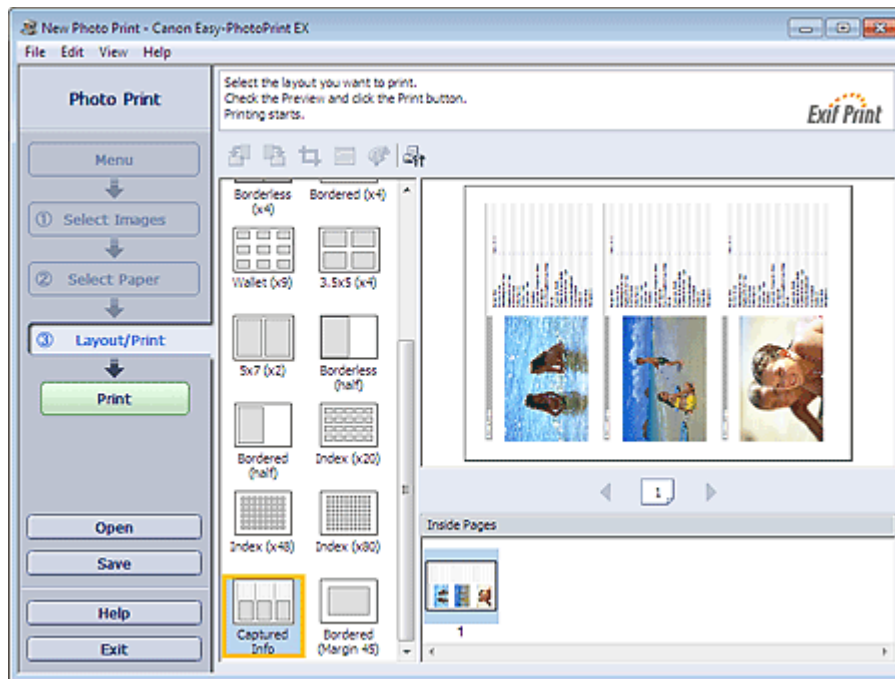 New Photo Print - Canon Easy-PhotoPrint EX
File Edit View Help
Photo Print
Select the layout you want to print.
Check the Preview and click the Print button.
Printing starts.
Exif Print
Menu
① Select Images
② Select Paper
③ Layout/Print
Print
Open
Save
Help
Exit
Borderless
(x4)
Bordered (x4)
Wallet (x9)
3.5x5 (x4)
5x7 (x2)
Borderless
(half)
Bordered
(half)
Index (x20)
Index (x48)
Index (x80)
Captured
Info
Bordered
(Margin 45)
1
Inside Pages
1